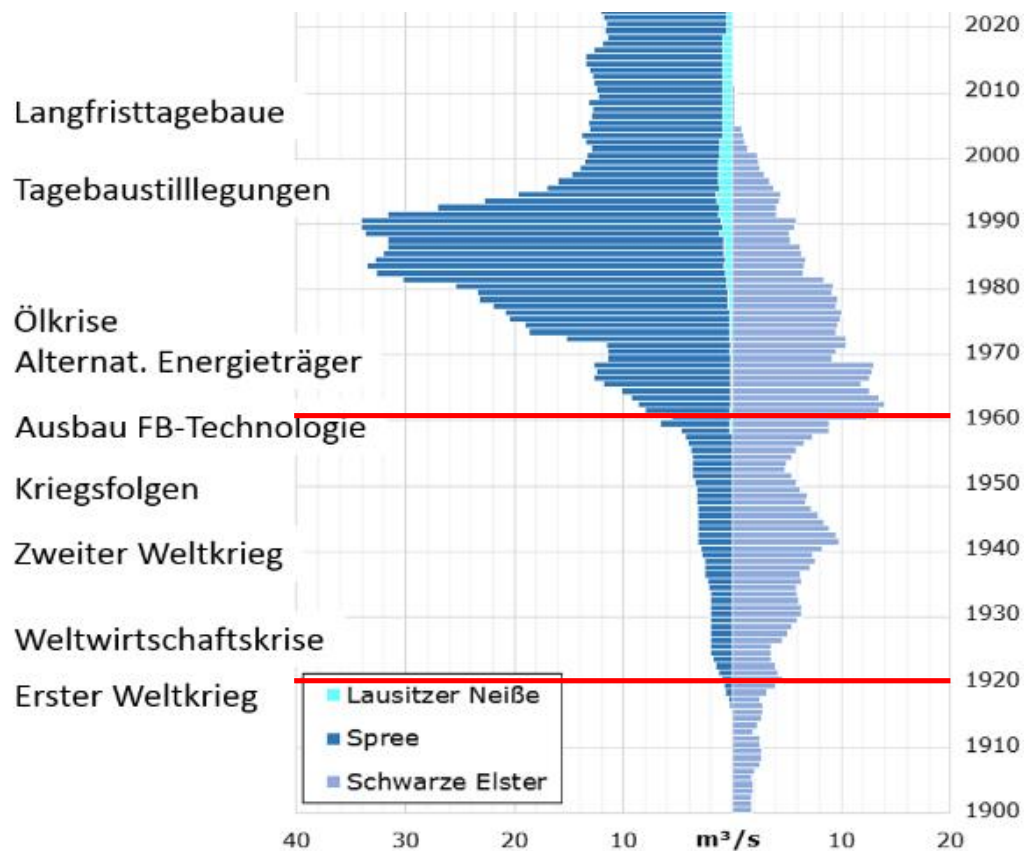 Langfristtagebaue
Tagebaustilllegungen
Ölkrise
Alternat. Energieträger
Ausbau FB-Technologie
Kriegsfolgen
Zweiter Weltkrieg
Weltwirtschaftskrise
Erster Weltkrieg
Lausitzer Neiße
Spree
Schwarze Elster
2020
2010
2000
1990
1980
1970
1960
1950
1940
1930
1920
1910
1900
40 30 20 10 m³/s 10 20